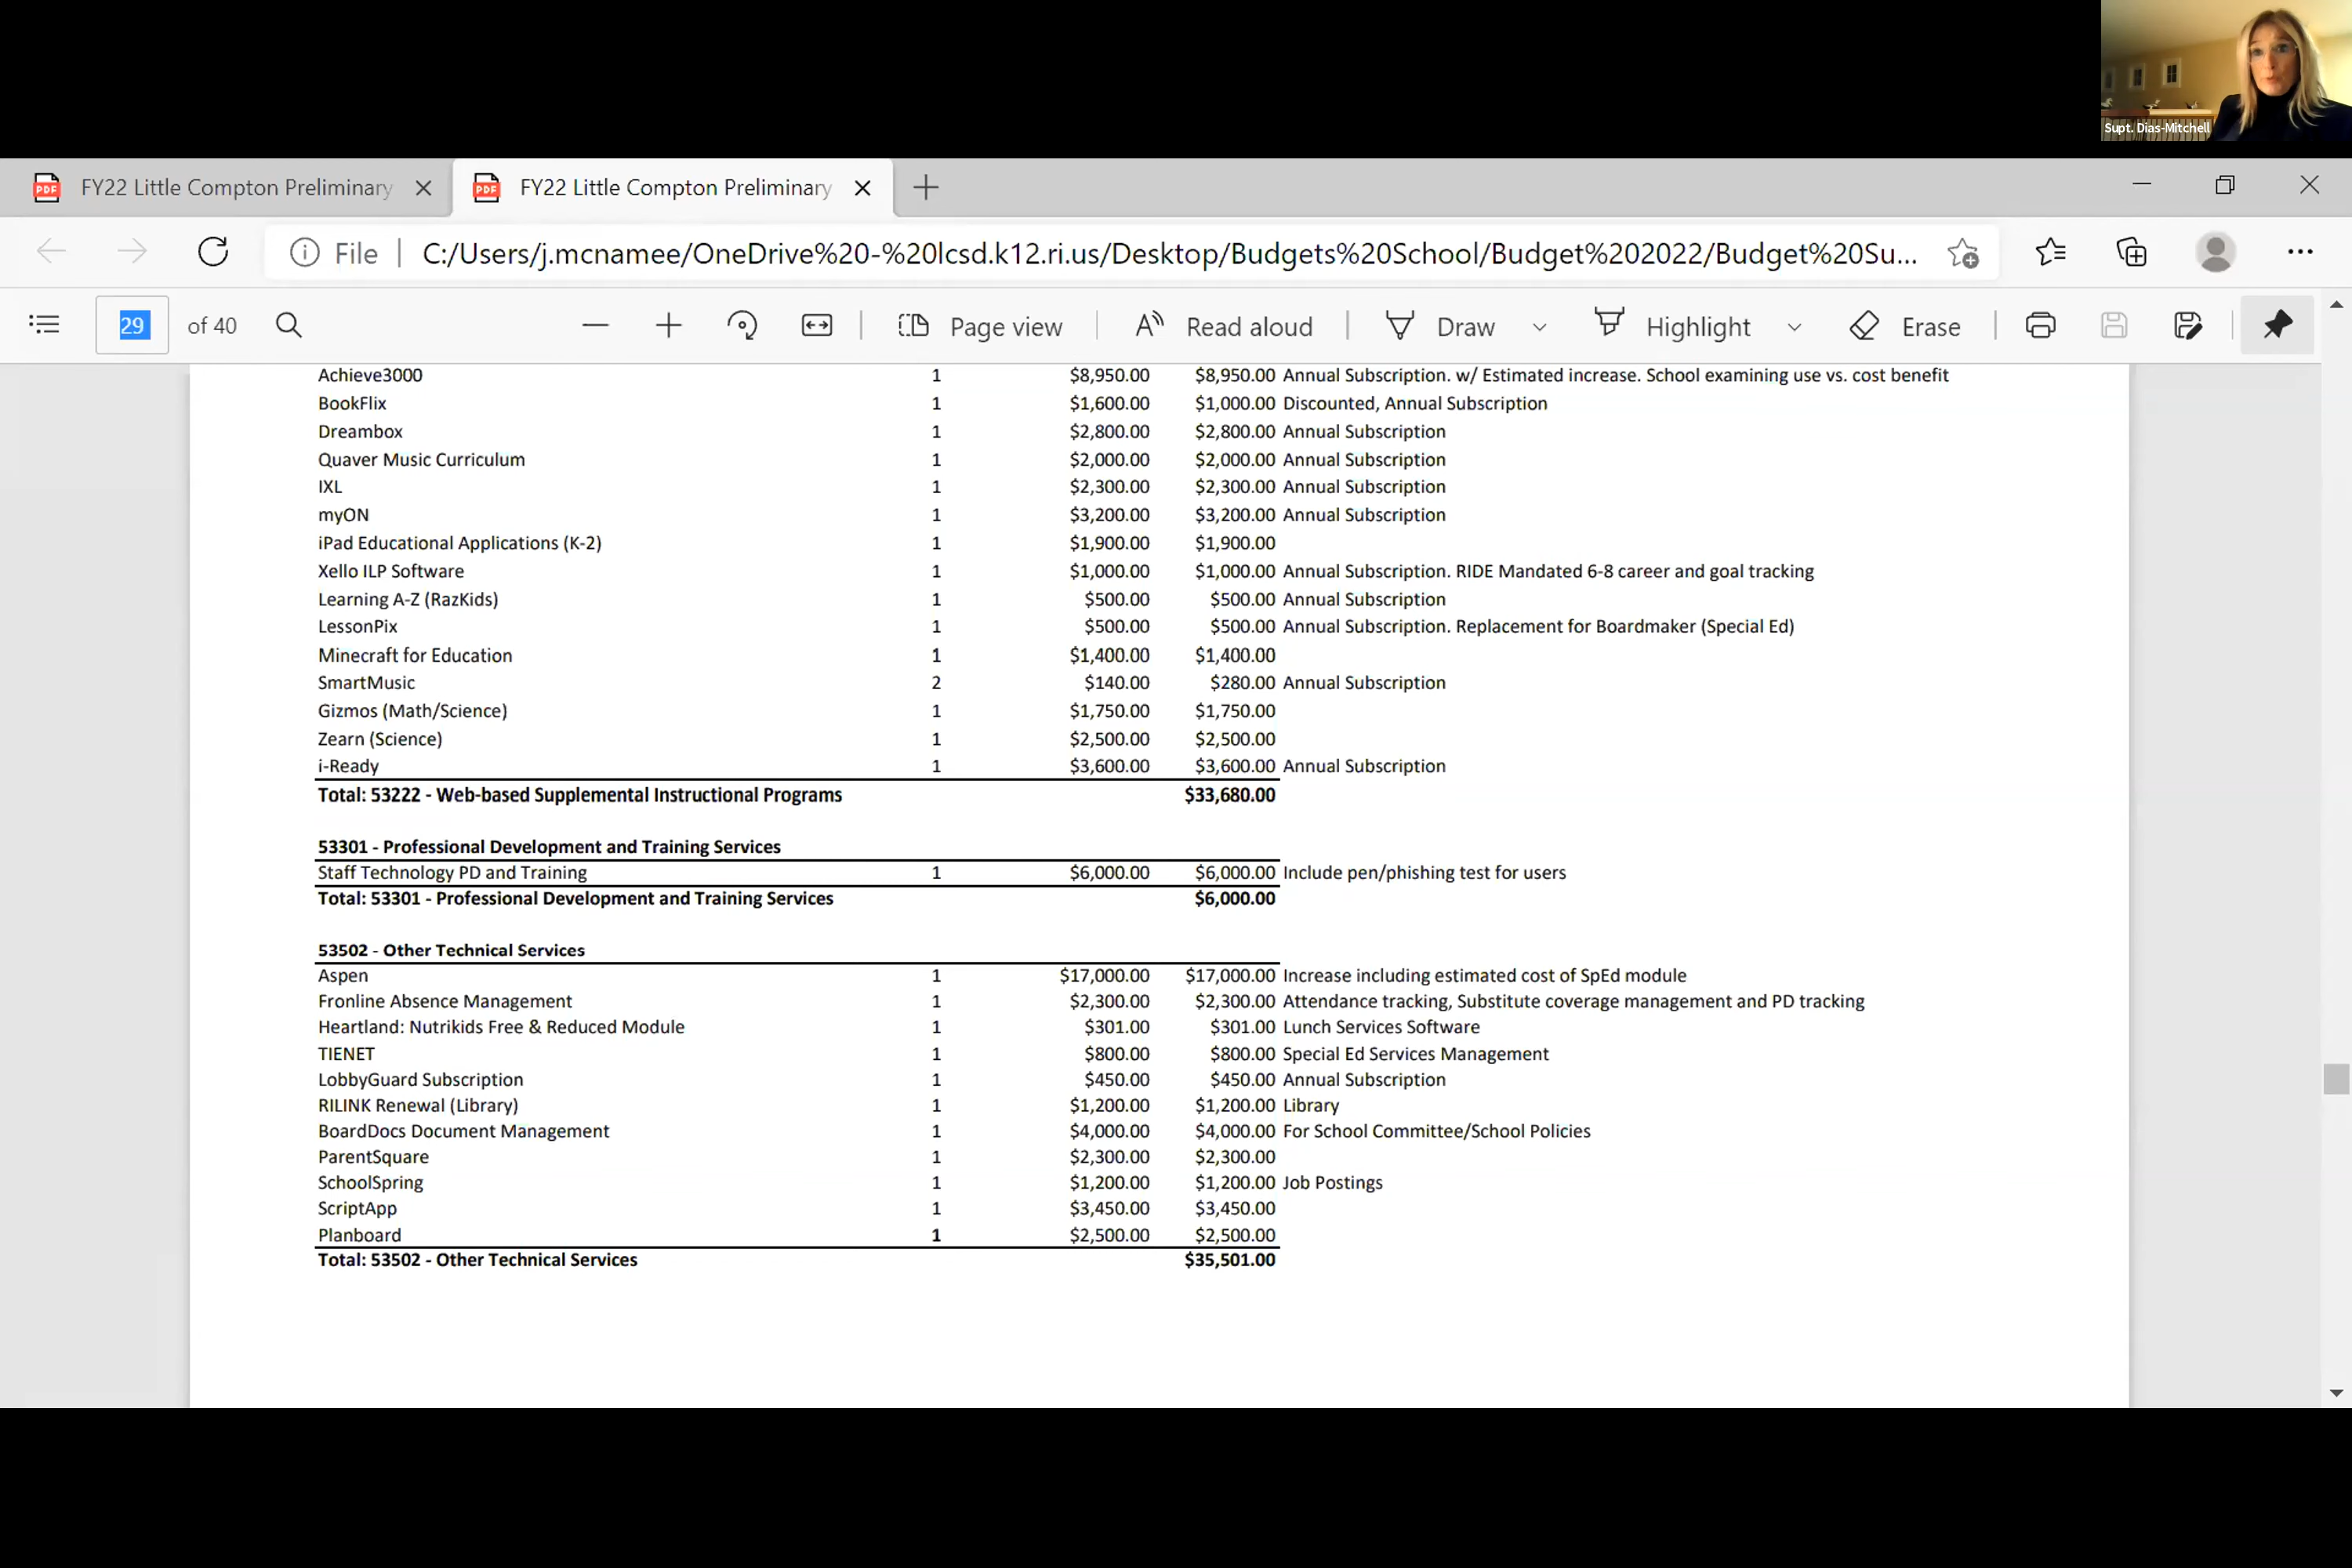 Supt. Dias-Mitchell
PDF FY22 Little Compton Preliminary PDF FY22 Little Compton Preliminary
File C:/Users/j.mcnamee/OneDrive%20-%20lcsd.k12.ri.us/Desktop/Budgets%20School/Budget%202022/Budget%20Su...
29 of 40 Page view Read aloud Draw Highlight Erase
Achieve3000 1 $8,950.00 $8,950.00 Annual Subscription. w/ Estimated increase. School examining use vs. cost benefit
BookFlix 1 $1,600.00 $1,000.00 Discounted, Annual Subscription
Dreambox 1 $2,800.00 $2,800.00 Annual Subscription
Quaver Music Curriculum 1 $2,000.00 $2,000.00 Annual Subscription
IXL 1 $2,300.00 $2,300.00 Annual Subscription
myON 1 $3,200.00 $3,200.00 Annual Subscription
iPad Educational Applications (K-2) 1 $1,900.00 $1,900.00
Xello ILP Software 1 $1,000.00 $1,000.00 Annual Subscription. RIDE Mandated 6-8 career and goal tracking
Learning A-Z (RazKids) 1 $500.00 $500.00 Annual Subscription
LessonPix 1 $500.00 $500.00 Annual Subscription. Replacement for Boardmaker (Special Ed)
Minecraft for Education 1 $1,400.00 $1,400.00
SmartMusic 2 $140.00 $280.00 Annual Subscription
Gizmos (Math/Science) 1 $1,750.00 $1,750.00
Zearn (Science) 1 $2,500.00 $2,500.00
i-Ready 1 $3,600.00 $3,600.00 Annual Subscription
Total: 53222 - Web-based Supplemental Instructional Programs $33,680.00
53301 - Professional Development and Training Services
Staff Technology PD and Training 1 $6,000.00 $6,000.00 Include pen/phishing test for users
Total: 53301 - Professional Development and Training Services $6,000.00
53502 - Other Technical Services
Aspen 1 $17,000.00 $17,000.00 Increase including estimated cost of SpEd module
Fronline Absence Management 1 $2,300.00 $2,300.00 Attendance tracking, Substitute coverage management and PD tracking
Heartland: Nutrikids Free & Reduced Module 1 $301.00 $301.00 Lunch Services Software
TIENET 1 $800.00 $800.00 Special Ed Services Management
LobbyGuard Subscription 1 $450.00 $450.00 Annual Subscription
RILINK Renewal (Library) 1 $1,200.00 $1,200.00 Library
BoardDocs Document Management 1 $4,000.00 $4,000.00 For School Committee/School Policies
ParentSquare 1 $2,300.00 $2,300.00
SchoolSpring 1 $1,200.00 $1,200.00 Job Postings
ScriptApp 1 $3,450.00 $3,450.00
Planboard 1 $2,500.00 $2,500.00
Total: 53502 - Other Technical Services $35,501.00